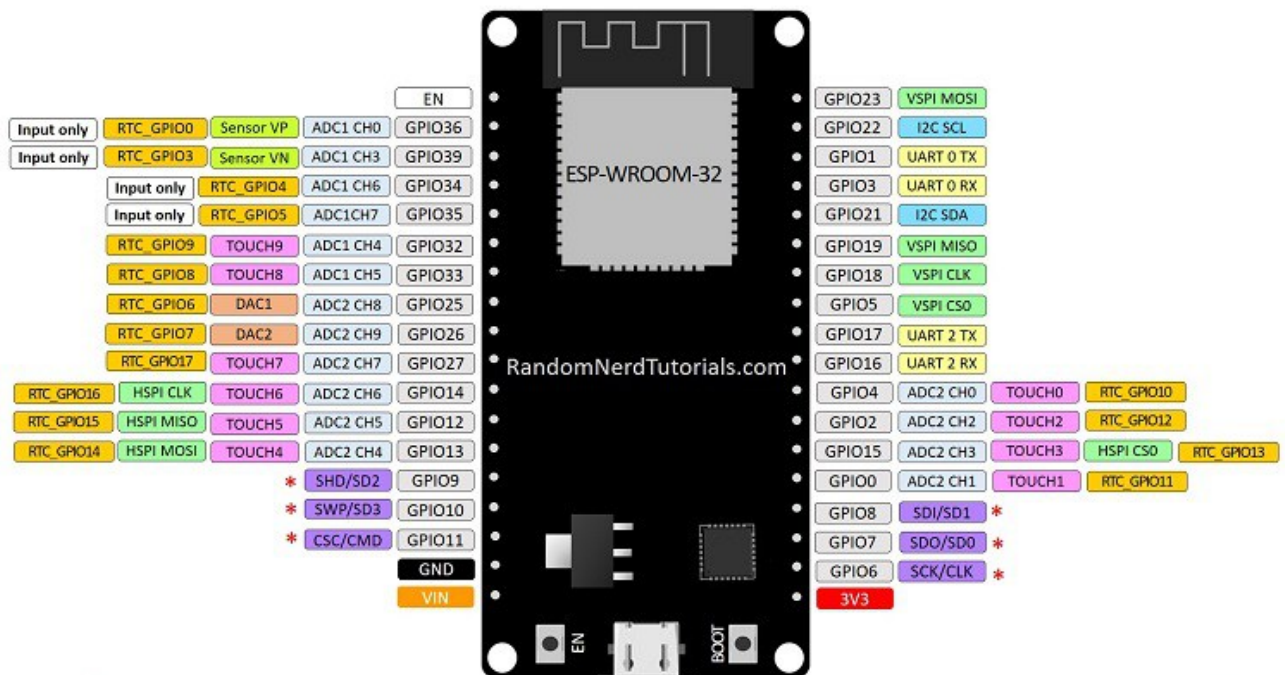 EN GPIO23 VSPI MOSI
Input only RTC_GPIO0 Sensor VP ADC1 CH0 GPIO36 GPIO22 I2C SCL
Input only RTC_GPIO3 Sensor VN ADC1 CH3 GPIO39 GPIO1 UART 0 TX
Input only RTC_GPIO4 ADC1 CH6 GPIO34 ESP-WROOM-32 GPIO3 UART 0 RX
Input only RTC_GPIO5 ADC1CH7 GPIO35 GPIO21 I2C SDA
RTC_GPIO9 TOUCH9 ADC1 CH4 GPIO32 GPIO19 VSPI MISO
RTC_GPIO8 TOUCH8 ADC1 CH5 GPIO33 GPIO18 VSPI CLK
RTC_GPIO6 DAC1 ADC2 CH8 GPIO25 GPIO5 VSPI CS0
RTC_GPIO7 DAC2 ADC2 CH9 GPIO26 GPIO17 UART 2 TX
RTC_GPIO17 TOUCH7 ADC2 CH7 GPIO27 RandomNerdTutorials.com GPIO16 UART 2 RX
RTC_GPIO16 HSPI CLK TOUCH6 ADC2 CH6 GPIO14 GPIO4 ADC2 CH0 TOUCH0 RTC_GPIO10
RTC_GPIO15 HSPI MISO TOUCH5 ADC2 CH5 GPIO12 GPIO2 ADC2 CH2 TOUCH2 RTC_GPIO12
RTC_GPIO14 HSPI MOSI TOUCH4 ADC2 CH4 GPIO13 GPIO15 ADC2 CH3 TOUCH3 HSPI CS0 RTC_GPIO13
* SHD/SD2 GPIO9 GPIO0 ADC2 CH1 TOUCH1 RTC_GPIO11
* SWP/SD3 GPIO10 GPIO8 SDI/SD1 *
* CSC/CMD GPIO11 GPIO7 SDO/SD0 *
GND GPIO6 SCK/CLK *
VIN 3V3
EN BOOT